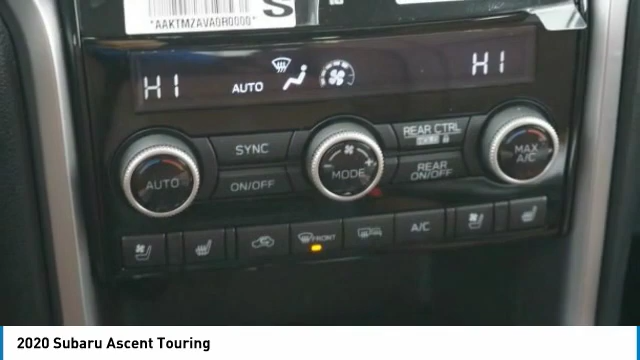 *AAKTMZAVA0R0000*
S
HI
AUTO
HI
AUTO
SYNC
ON/OFF
MODE
REAR CTRL
REAR
ON/OFF
MAX
A/C
FRONT
A/C
2020 Subaru Ascent Touring